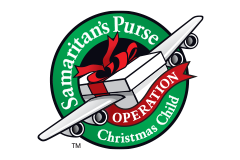 Samaritan's Purse
OPERATION
Christmas Child
TM